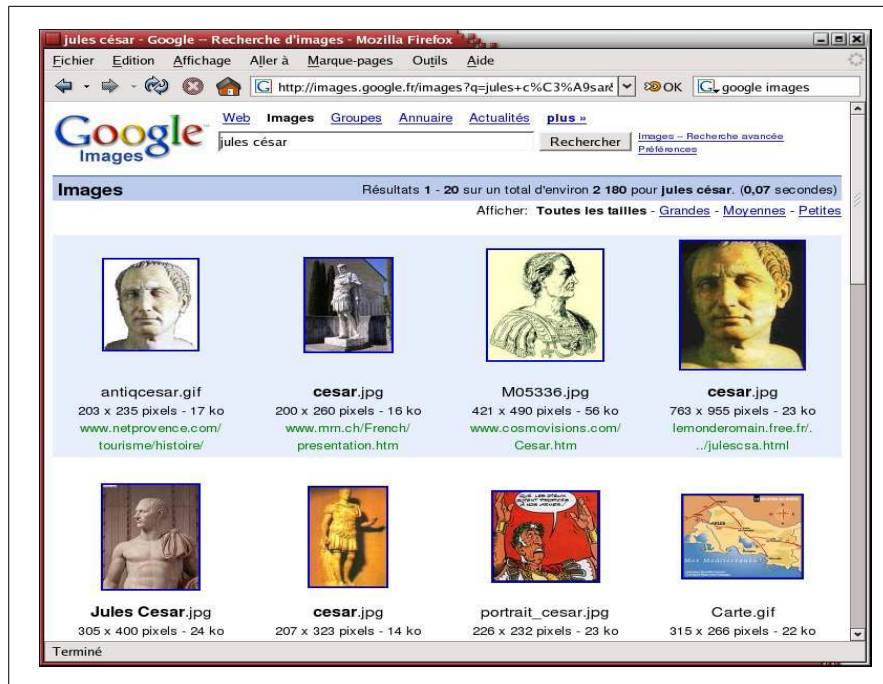 jules césar - Google – Recherche d'images - Mozilla Firefox
Fichier Edition Affichage Aller à Marque-pages Outils Aide
http://images.google.fr/images?q=jules+c%C3%A9sar& OK google images
Google Images
Web Images Groupes Annuaire Actualités plus »
jules césar Rechercher Images – Recherche avancée
Préférences
Images Résultats 1 - 20 sur un total d'environ 2 180 pour jules césar. (0,07 secondes)
Afficher: Toutes les tailles - Grandes - Moyennes - Petites
antiqcesar.gif cesar.jpg M05336.jpg cesar.jpg
203 x 235 pixels - 17 ko 200 x 260 pixels - 16 ko 421 x 490 pixels - 56 ko 763 x 955 pixels - 23 ko
www.netprovence.com/ www.mrn.ch/French/ www.cosmovisions.com/ lemonderomain.free.fr/.
tourisme/histoire/ presentation.htm Cesar.htm ../julescsa.html
QUE LES DIEUX
SOIENT PROPICES
À NOS ARMES!
Jules Cesar.jpg cesar.jpg portrait_cesar.jpg Carte.gif
305 x 400 pixels - 24 ko 207 x 323 pixels - 14 ko 226 x 232 pixels - 23 ko 315 x 266 pixels - 22 ko
Terminé